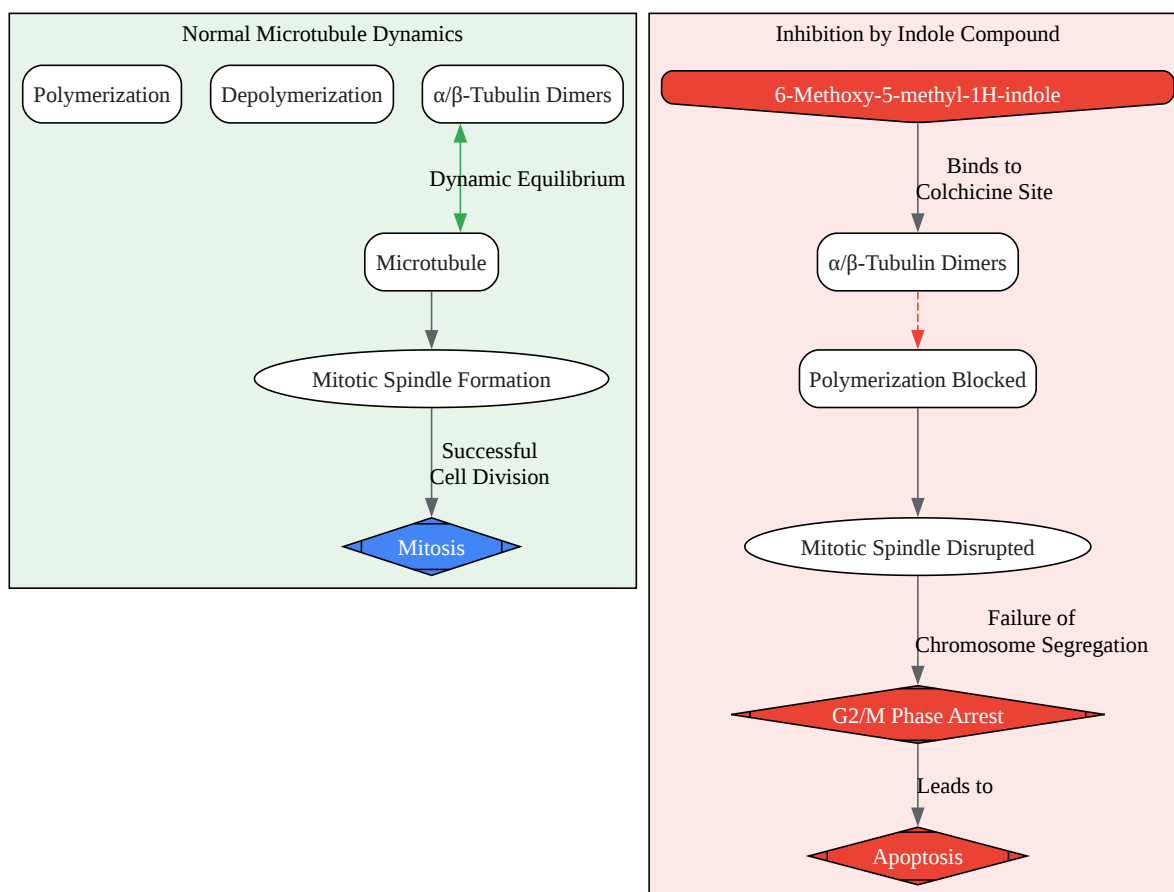 Normal Microtubule Dynamics
Polymerization
Depolymerization
α/β-Tubulin Dimers
Dynamic Equilibrium
Microtubule
Mitotic Spindle Formation
Successful
Cell Division
Mitosis
Inhibition by Indole Compound
6-Methoxy-5-methyl-1H-indole
Binds to
Colchicine Site
α/β-Tubulin Dimers
Polymerization Blocked
Mitotic Spindle Disrupted
Failure of
Chromosome Segregation
G2/M Phase Arrest
Leads to
Apoptosis